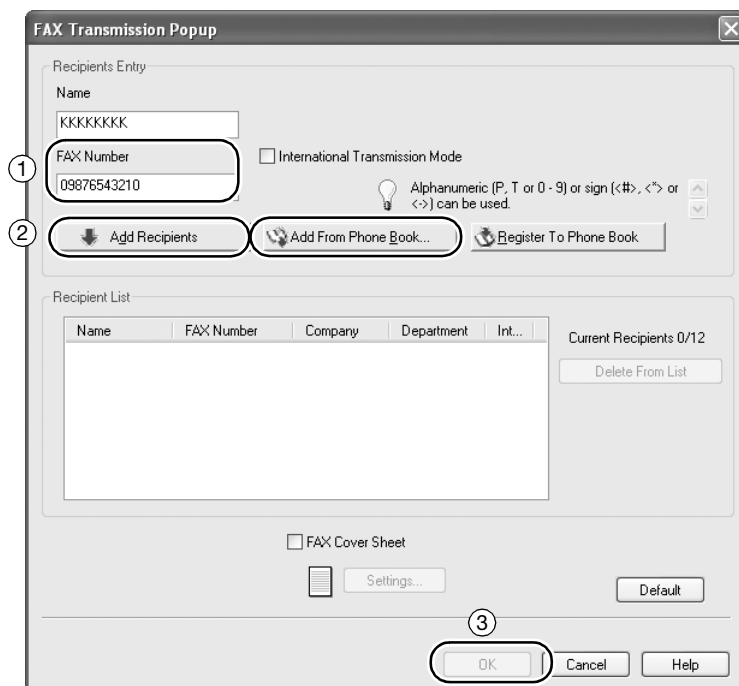 FAX Transmission Popup
Recipients Entry
Name
KKKKKKKK
① FAX Number
International Transmission Mode
09876543210
Alphanumeric (P, T or 0 - 9) or sign (<#>, <*> or
<->) can be used.
② Add Recipients
Add From Phone Book...
Register To Phone Book
Recipient List
Name FAX Number Company Department Int...
Current Recipients 0/12
Delete From List
FAX Cover Sheet
Settings...
Default
③
OK
Cancel
Help